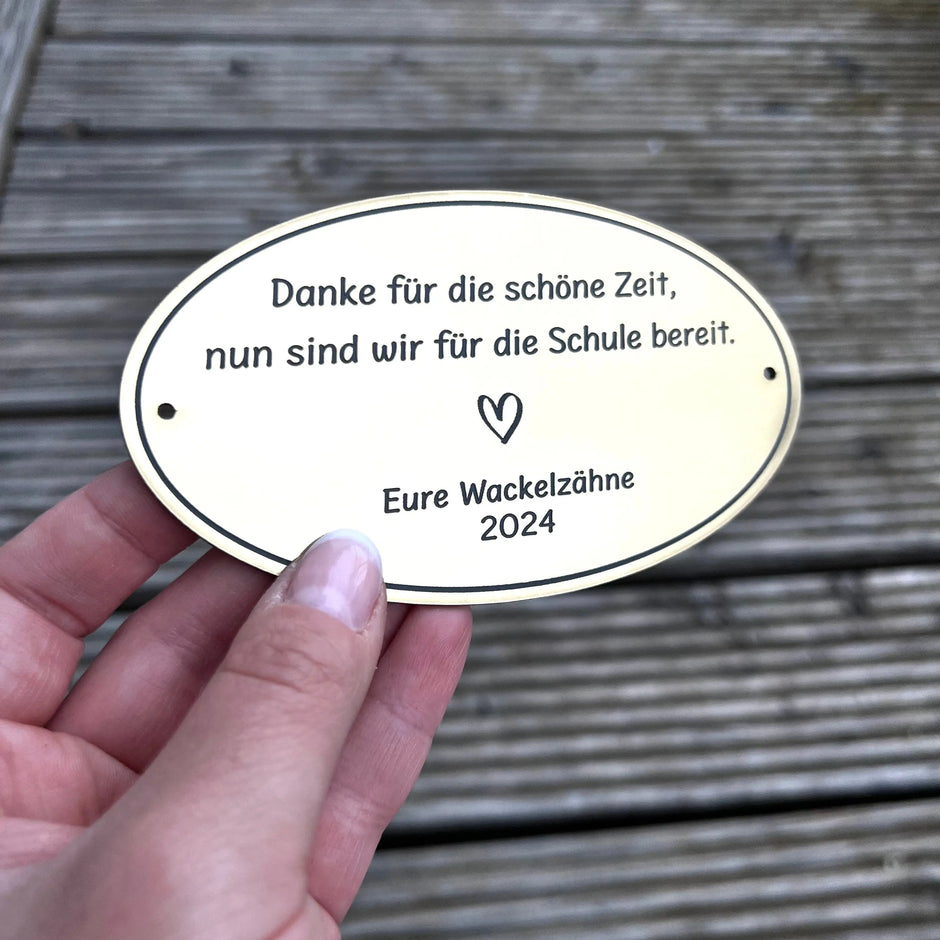 Danke für die schöne Zeit,
nun sind wir für die Schule bereit.
Eure Wackelzähne
2024